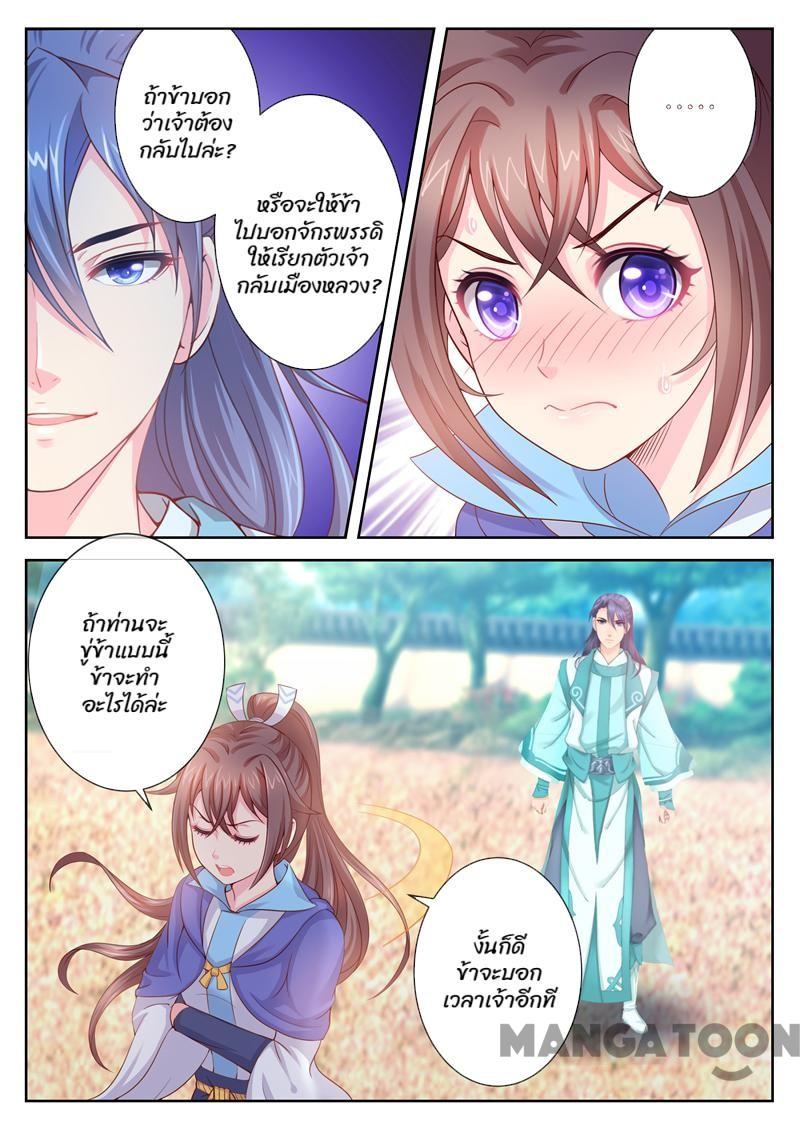 ถ้าข้าบอก
ว่าเจ้าต้อง
กลับไปล่ะ?
หรือจะให้ข้า
ไปบอกจักรพรรดิ
ให้เรียกตัวเจ้า
กลับเมืองหลวง?
.....
ถ้าท่านจะ
ขู่ข้าแบบนี้
ข้าจะทำ
อะไรได้ล่ะ
งั้นก็ดี
ข้าจะบอก
เวลาเจ้าอีกที
MANGATOON